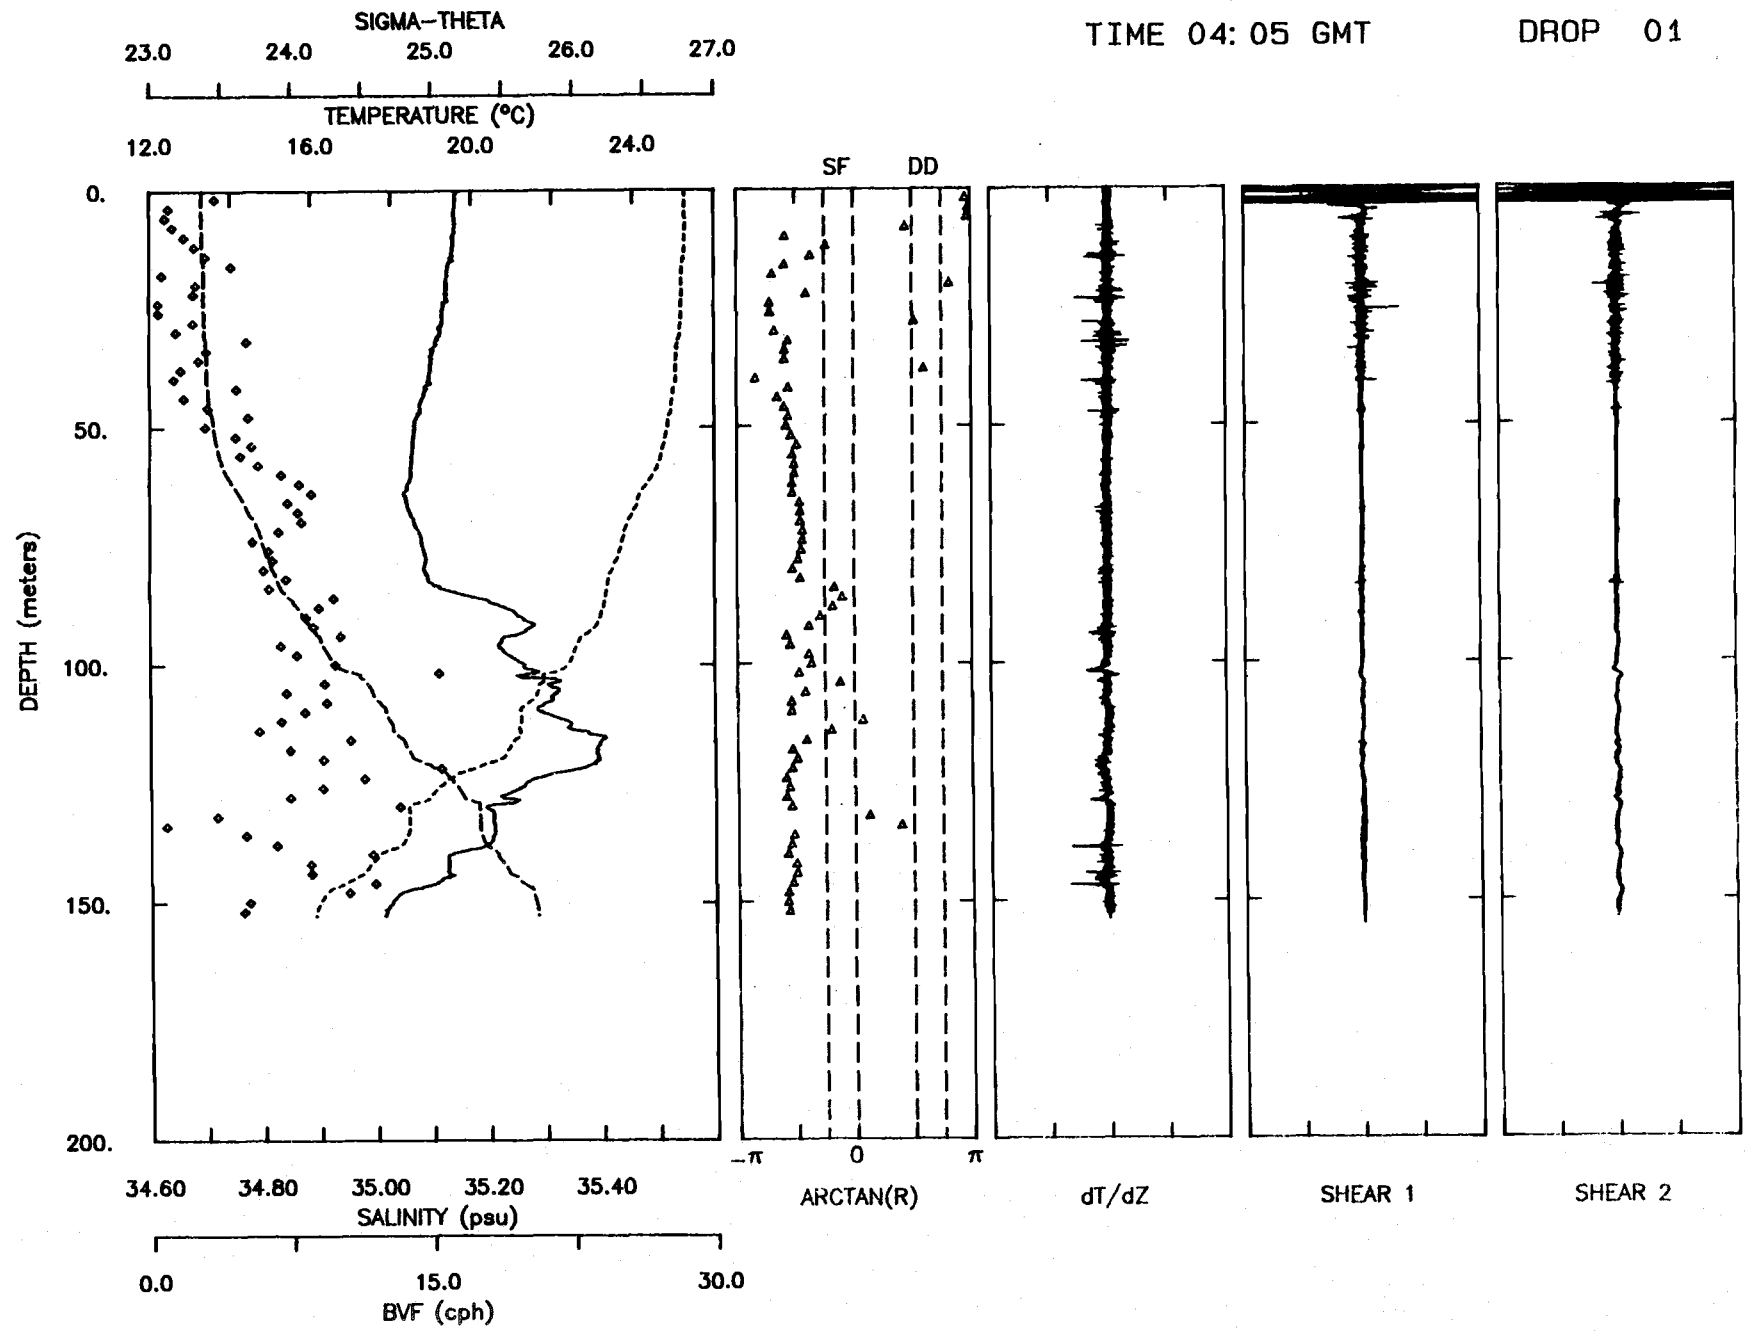 TIME 04:05 GMT DROP 01
SIGMA-THETA
23.0 24.0 25.0 26.0 27.0
TEMPERATURE (°C)
12.0 16.0 20.0 24.0
SF DD
0.
50.
100.
150.
200.
DEPTH (meters)
34.60 34.80 35.00 35.20 35.40
SALINITY (psu)
0.0 15.0 30.0
BVF (cph)
-π 0 π
ARCTAN(R)
dT/dZ
SHEAR 1
SHEAR 2